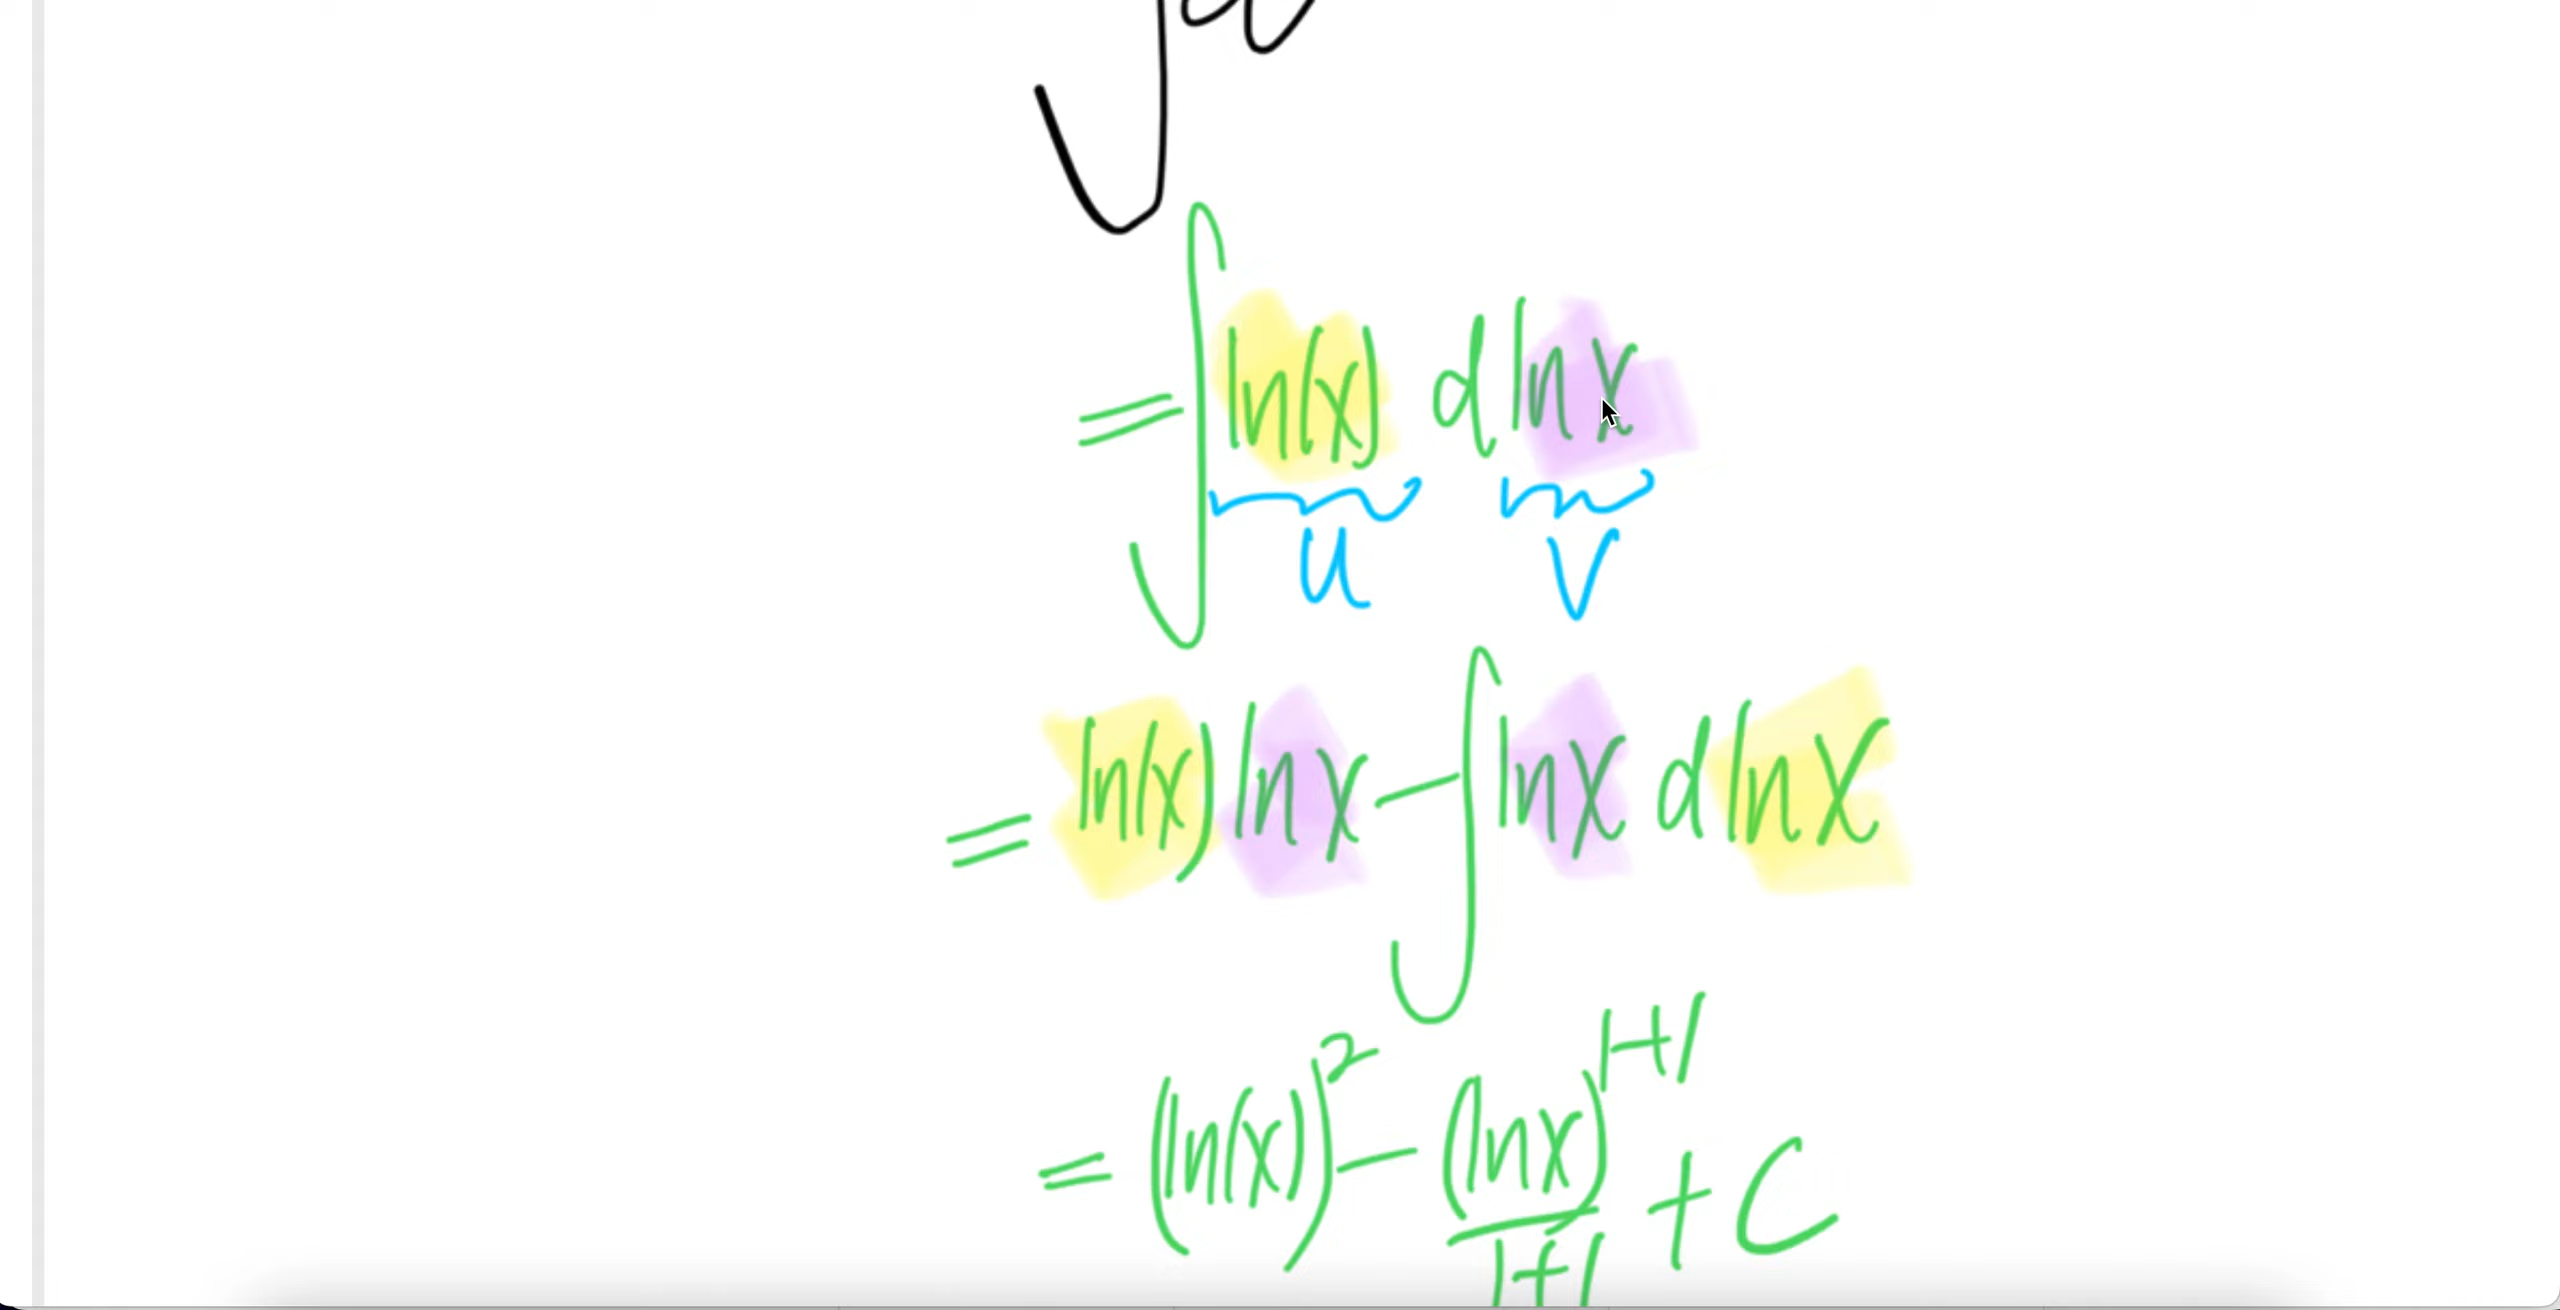 = ∫ ln(x) d ln x
u v
= ln(x) ln x - ∫ ln x d ln x
= (ln(x))² - (ln x)^{1+1} / 1+1 + C